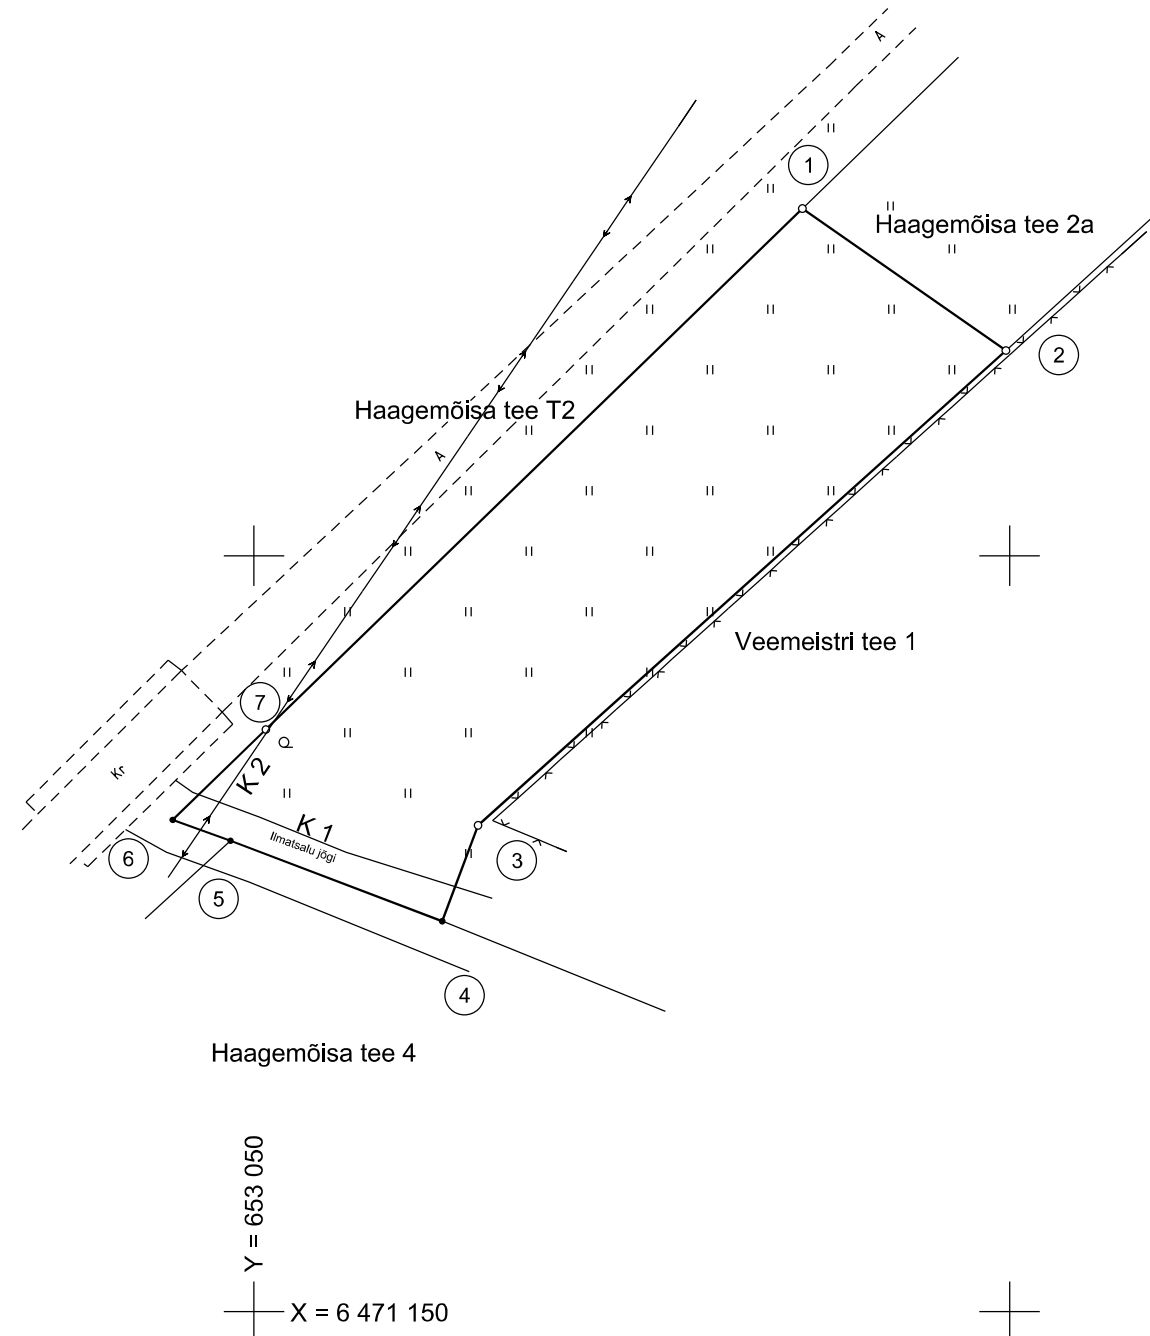 A
1
Haagemõisa tee 2a
2
Haagemõisa tee T2
A
Veemeistri tee 1
7
K 2
Kr
K 1
Ilmatsalu jõgi
6
3
5
4
Haagemõisa tee 4
Y = 653 050
X = 6 471 150